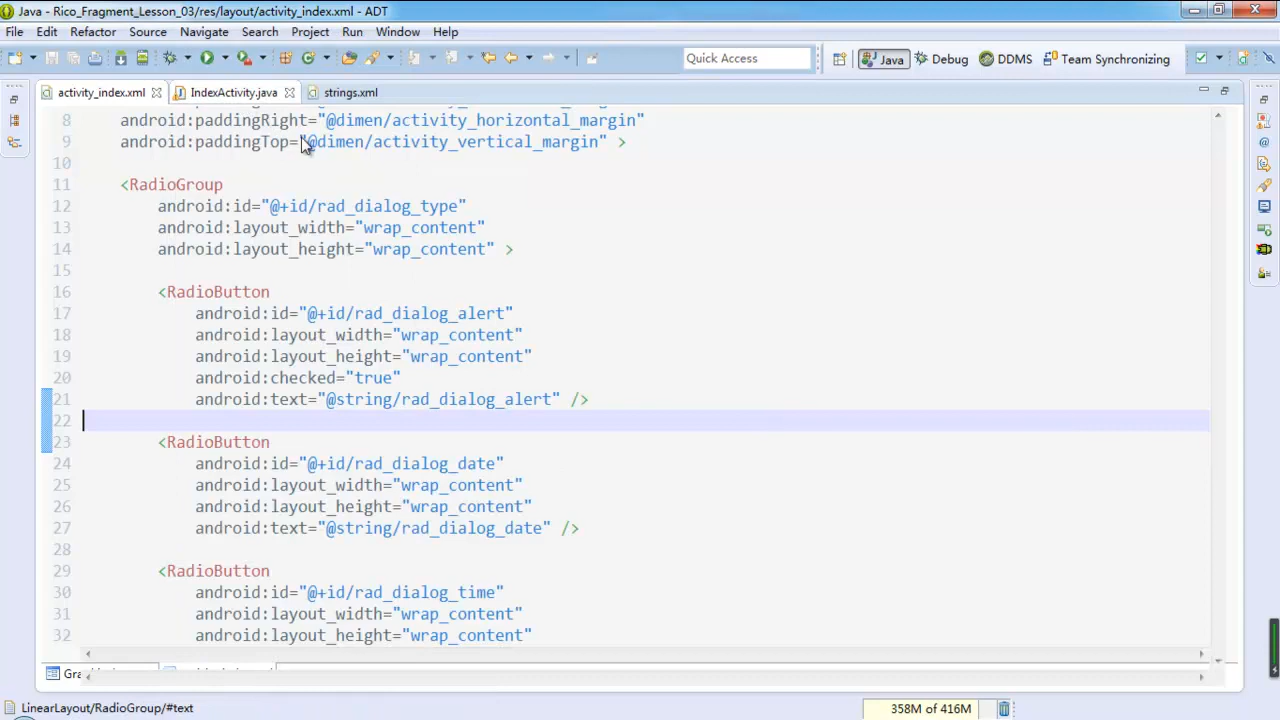 Java - Rico_Fragment_Lesson_03/res/layout/activity_index.xml - ADT
File Edit Refactor Source Navigate Search Project Run Window Help
Quick Access Java Debug DDMS Team Synchronizing
activity_index.xml IndexActivity.java strings.xml
8 android:paddingRight="@dimen/activity_horizontal_margin"
9 android:paddingTop="@dimen/activity_vertical_margin" >
10
11 <RadioGroup
12 android:id="@+id/rad_dialog_type"
13 android:layout_width="wrap_content"
14 android:layout_height="wrap_content" >
15
16 <RadioButton
17 android:id="@+id/rad_dialog_alert"
18 android:layout_width="wrap_content"
19 android:layout_height="wrap_content"
20 android:checked="true"
21 android:text="@string/rad_dialog_alert" />
22
23 <RadioButton
24 android:id="@+id/rad_dialog_date"
25 android:layout_width="wrap_content"
26 android:layout_height="wrap_content"
27 android:text="@string/rad_dialog_date" />
28
29 <RadioButton
30 android:id="@+id/rad_dialog_time"
31 android:layout_width="wrap_content"
32 android:layout_height="wrap_content"
Gra
LinearLayout/RadioGroup/#text 358M of 416M